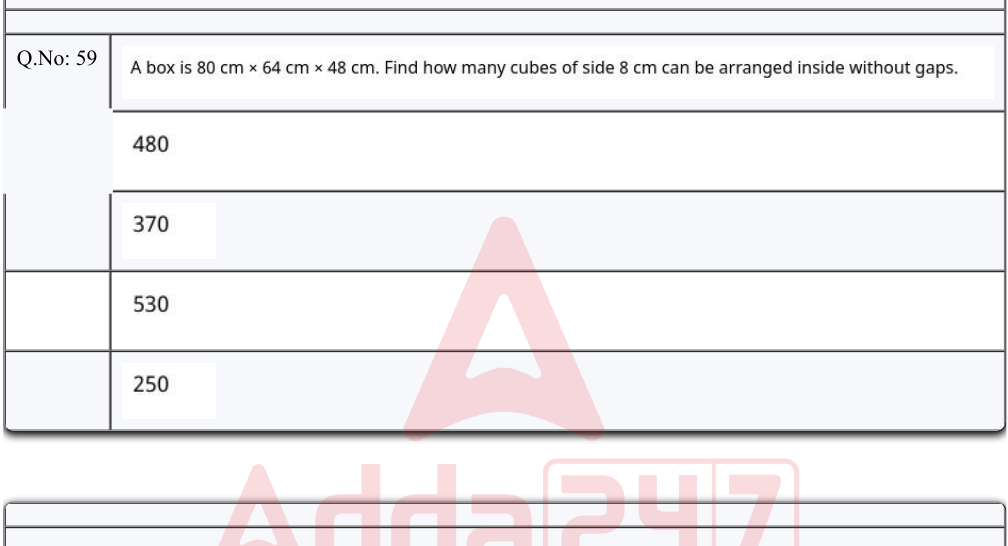 Q.No: 59
A box is 80 cm × 64 cm × 48 cm. Find how many cubes of side 8 cm can be arranged inside without gaps.
480
370
530
250
Adda247